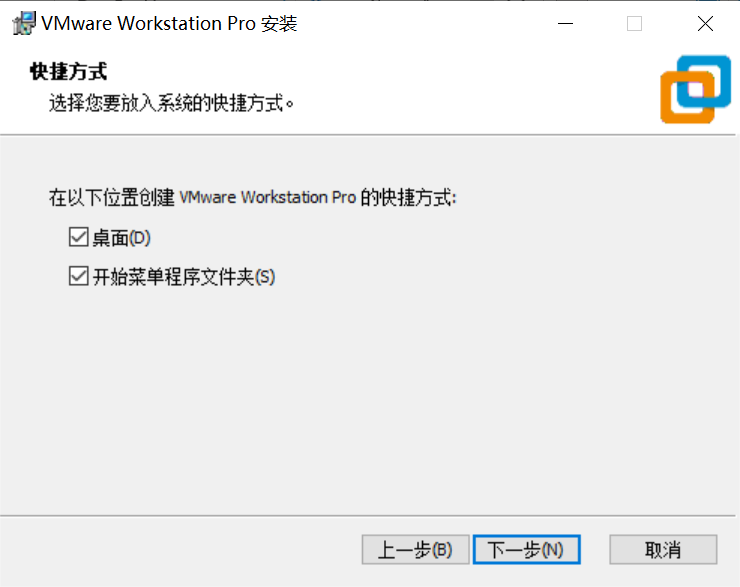 VMware Workstation Pro 安装
快捷方式
选择您要放入系统的快捷方式。
在以下位置创建 VMware Workstation Pro 的快捷方式:
桌面(D)
开始菜单程序文件夹(S)
上一步(B) 下一步(N) 取消